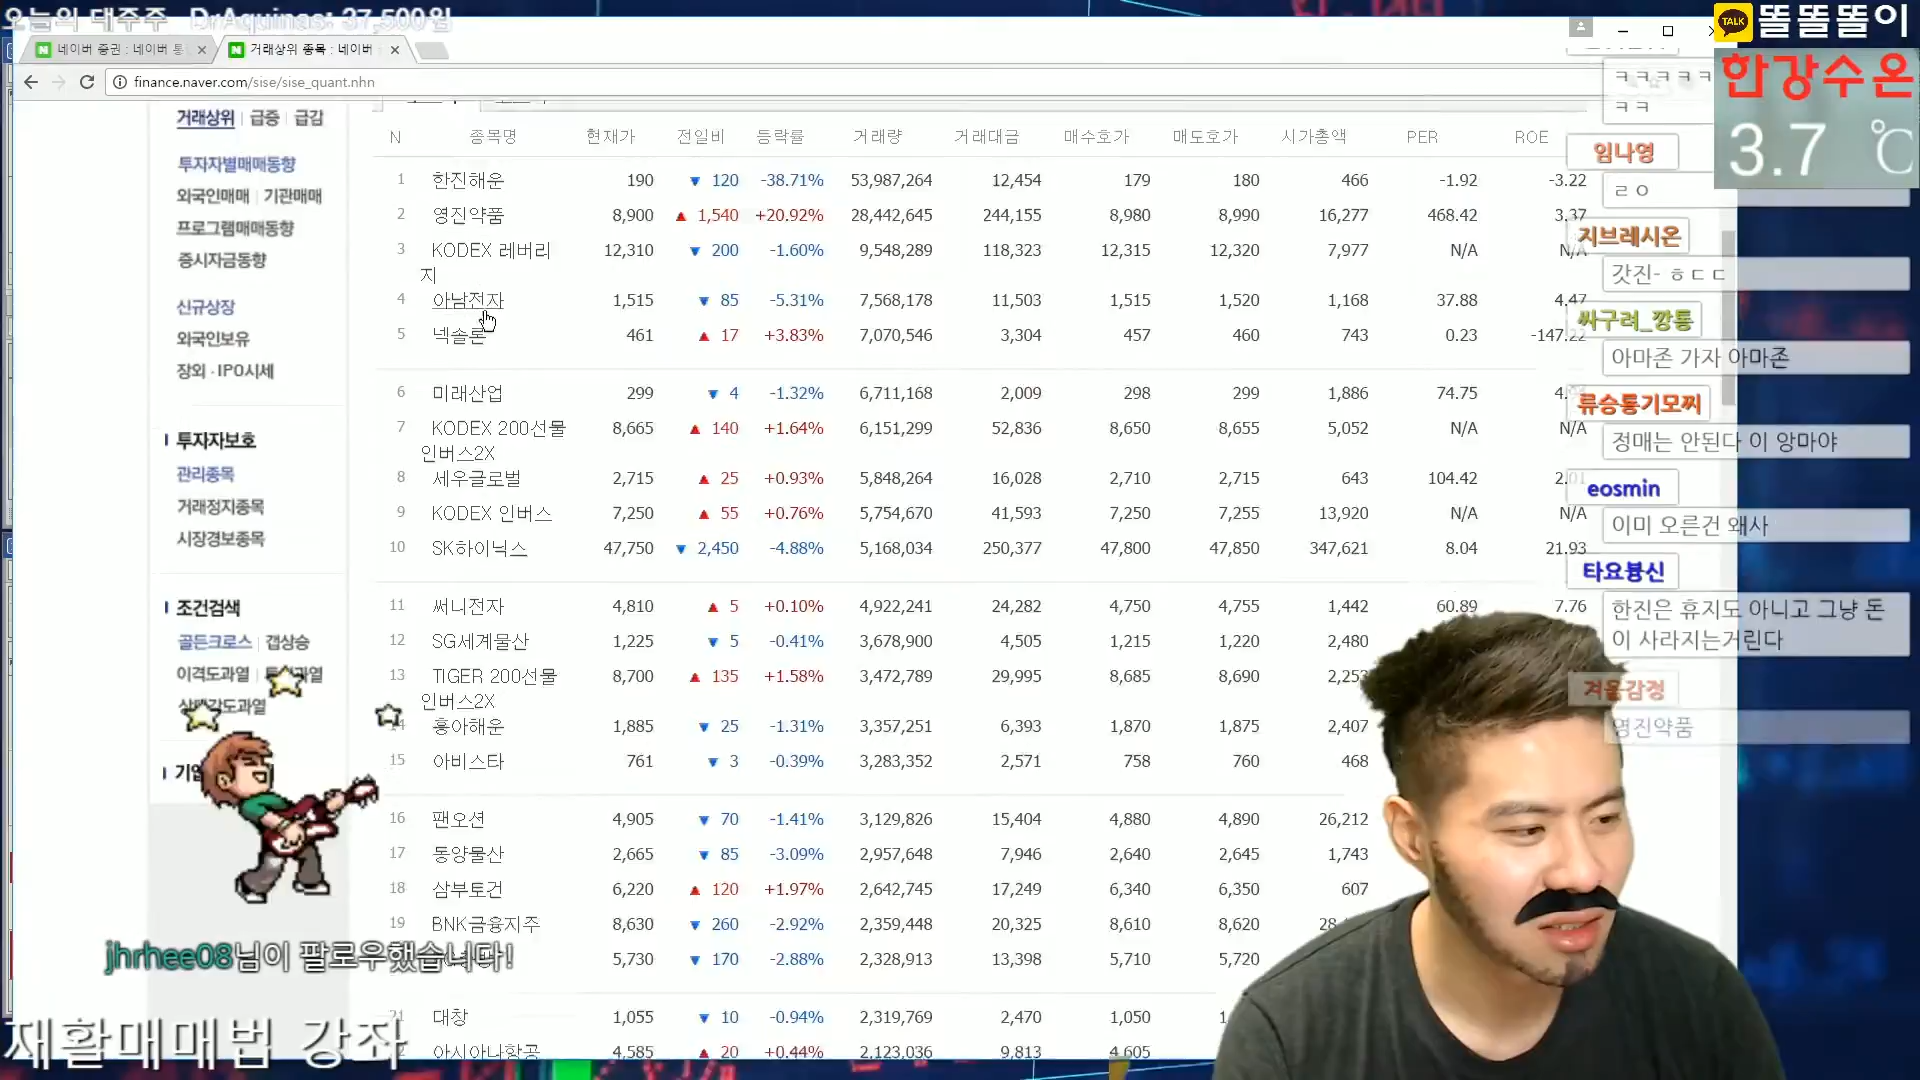 오늘의 대주주 DrAquinas: 37,500원
네이버 증권 : 네이버 통
거래상위 종목 : 네이버
finance.naver.com/sise/sise_quant.nhn
TALK 똘똘똘이
한강수온
3.7 ℃
거래상위 급증 급감
투자자별매매동향
외국인매매 기관매매
프로그램매매동향
증시자금동향
신규상장
외국인보유
장외·IPO시세
투자자보호
관리종목
거래정지종목
시장경보종목
조건검색
골든크로스 갭상승
이격도과열
N 종목명 현재가 전일비 등락률 거래량 거래대금 매수호가 매도호가 시가총액 PER ROE
1 한진해운 190 ▼ 120 -38.71% 53,987,264 12,454 179 180 466 -1.92 -3.22
2 영진약품 8,900 ▲ 1,540 +20.92% 28,442,645 244,155 8,980 8,990 16,277 468.42 3.37
3 KODEX 레버리지 12,310 ▼ 200 -1.60% 9,548,289 118,323 12,315 12,320 7,977 N/A N/A
4 아남전자 1,515 ▼ 85 -5.31% 7,568,178 11,503 1,515 1,520 1,168 37.88 4.47
5 넥솔론 461 ▲ 17 +3.83% 7,070,546 3,304 457 460 743 0.23 -147.22
6 미래산업 299 ▼ 4 -1.32% 6,711,168 2,009 298 299 1,886 74.75
7 KODEX 200선물인버스2X 8,665 ▲ 140 +1.64% 6,151,299 52,836 8,650 8,655 5,052 N/A N/A
8 세우글로벌 2,715 ▲ 25 +0.93% 5,848,264 16,028 2,710 2,715 643 104.42 2.01
9 KODEX 인버스 7,250 ▲ 55 +0.76% 5,754,670 41,593 7,250 7,255 13,920 N/A N/A
10 SK하이닉스 47,750 ▼ 2,450 -4.88% 5,168,034 250,377 47,800 47,850 347,621 8.04 21.93
11 써니전자 4,810 ▲ 5 +0.10% 4,922,241 24,282 4,750 4,755 1,442 60.89 7.76
12 SG세계물산 1,225 ▼ 5 -0.41% 3,678,900 4,505 1,215 1,220 2,480
13 TIGER 200선물인버스2X 8,700 ▲ 135 +1.58% 3,472,789 29,995 8,685 8,690 2,253
14 흥아해운 1,885 ▼ 25 -1.31% 3,357,251 6,393 1,870 1,875 2,407
15 아비스타 761 ▼ 3 -0.39% 3,283,352 2,571 758 760 468
16 팬오션 4,905 ▼ 70 -1.41% 3,129,826 15,404 4,880 4,890 26,212
17 동양물산 2,665 ▼ 85 -3.09% 2,957,648 7,946 2,640 2,645 1,743
18 삼부토건 6,220 ▲ 120 +1.97% 2,642,745 17,249 6,340 6,350 607
19 BNK금융지주 8,630 ▼ 260 -2.92% 2,359,448 20,325 8,610 8,620
5,730 ▼ 170 -2.88% 2,328,913 13,398 5,710 5,720
21 대창 1,055 ▼ 10 -0.94% 2,319,769 2,470 1,050
아시아나항공 4,585 ▲ 20 +0.44% 2,123,036 9,813 4,605
ㅋㅋㅋㅋㅋ
ㅋㅋ
임나영
ㄹㅇ
지브레시온
갓진- ㅎㄷㄷ
싸구려_깡통
아마존 가자 아마존
류승통기모찌
정매는 안된다 이 앙마야
eosmin
이미 오른건 왜사
타요븅신
한진은 휴지도 아니고 그냥 돈
이 사라지는거린다
겨울감경
영진약품
jhrhee08님이 팔로우했습니다!
재활매매법 강좌